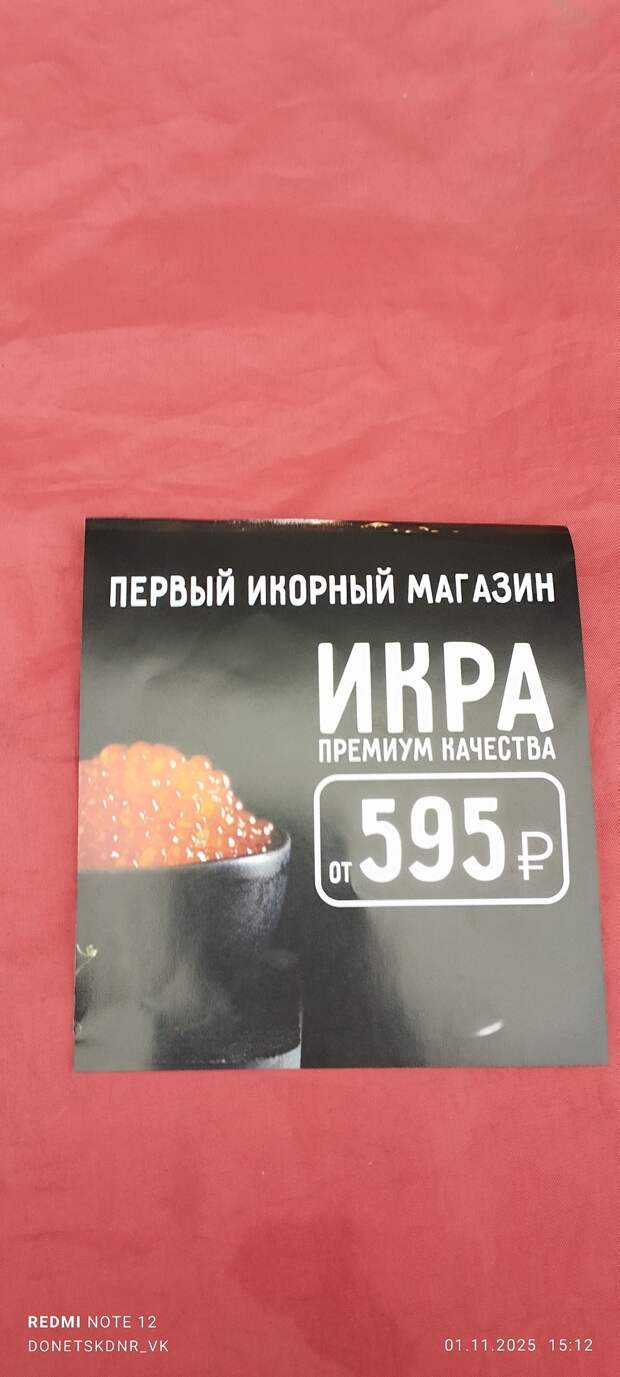 ПЕРВЫЙ ИКОРНЫЙ МАГАЗИН
ИКРА
ПРЕМИУМ КАЧЕСТВА
ОТ 595 ₽
REDMI NOTE 12
DONETSKDNR_VK
01.11.2025 15:12